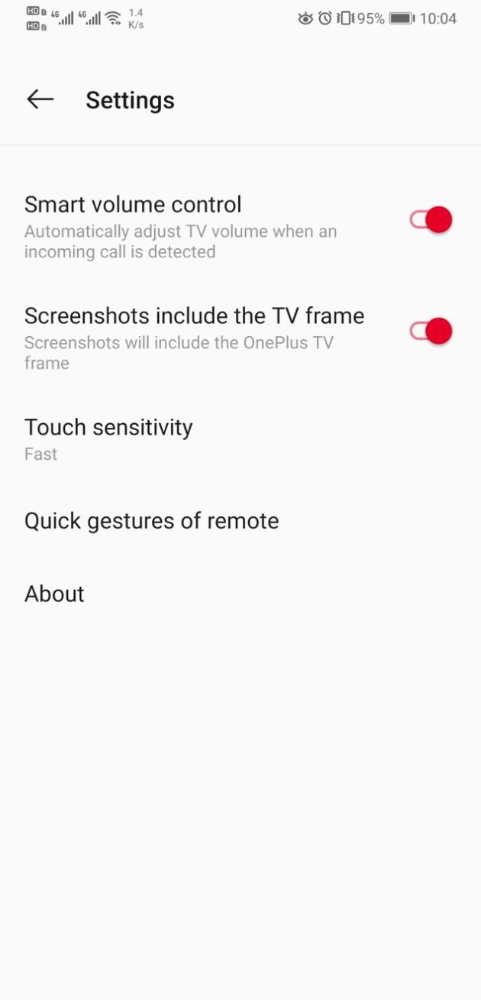 HD 1 4G 4G 1.4 95% 10:04
HD 2 K/s
Settings
Smart volume control
Automatically adjust TV volume when an
incoming call is detected
Screenshots include the TV frame
Screenshots will include the OnePlus TV
frame
Touch sensitivity
Fast
Quick gestures of remote
About